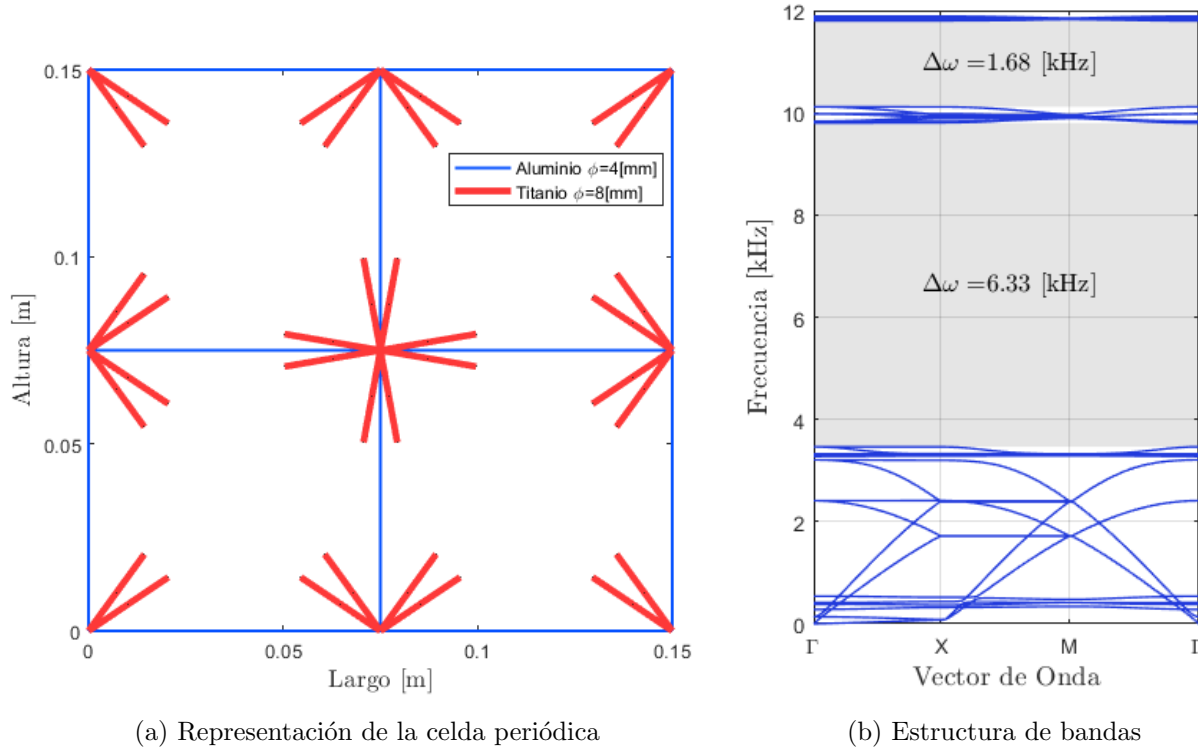 0.15
0.1
0.05
0
Altura [m]
0
0.05
0.1
0.15
Largo [m]
Aluminio ϕ=4[mm]
Titanio ϕ=8[mm]
(a) Representación de la celda periódica
12
10
8
6
4
2
0
Frecuencia [kHz]
Δω =1.68 [kHz]
Δω =6.33 [kHz]
Γ
X
M
Γ
Vector de Onda
(b) Estructura de bandas